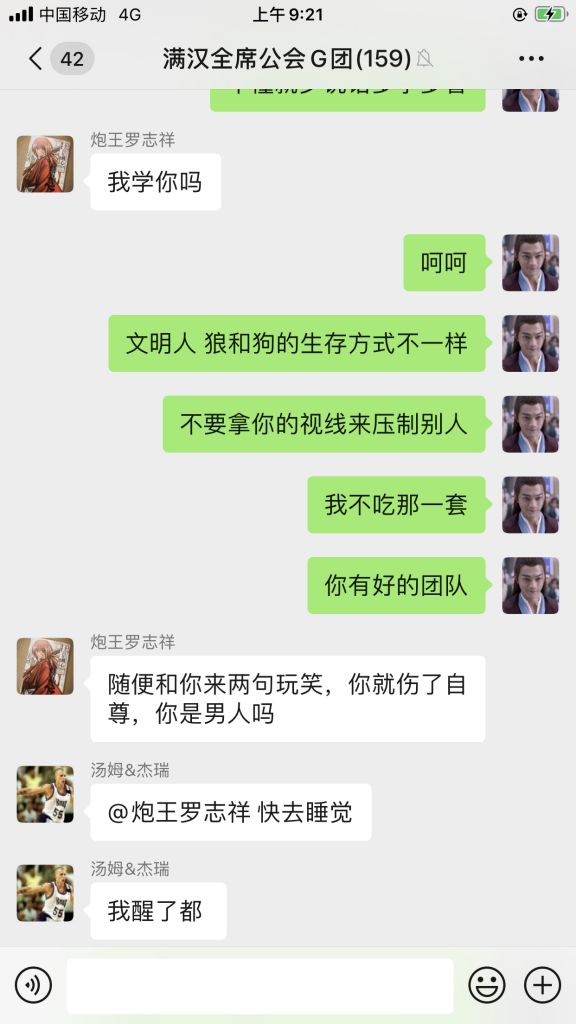 中国移动 4G 上午9:21
42 满汉全席公会G团(159)
炮王罗志祥
我学你吗
呵呵
文明人 狼和狗的生存方式不一样
不要拿你的视线来压制别人
我不吃那一套
你有好的团队
炮王罗志祥
随便和你来两句玩笑，你就伤了自
尊，你是男人吗
汤姆&杰瑞
@炮王罗志祥 快去睡觉
汤姆&杰瑞
我醒了都